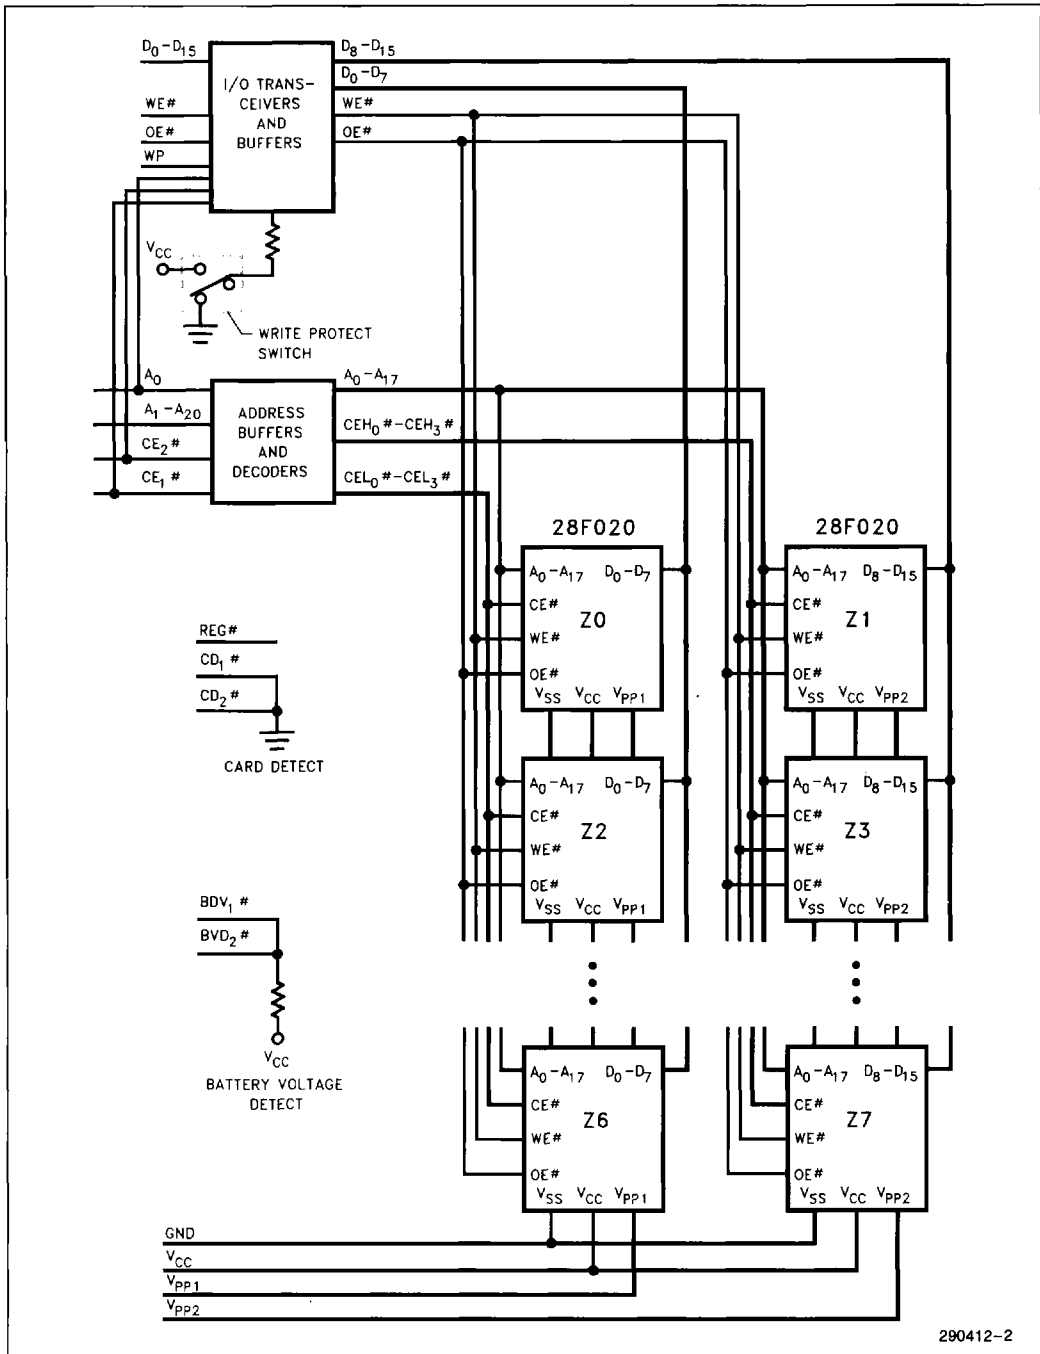 D0-D15
D8-D15
I/O TRANS-
CEIVERS
AND
BUFFERS
D0-D7
WE#
WE#
OE#
OE#
WP
VCC
WRITE PROTECT
SWITCH
A0
A0-A17
A1-A20
ADDRESS
BUFFERS
AND
DECODERS
CEH0#-CEH3#
CE2#
CE1#
CEL0#-CEL3#
28F020
28F020
A0-A17 D0-D7
CE#
Z0
WE#
OE#
VSS VCC VPP1
A0-A17 D8-D15
CE#
Z1
WE#
OE#
VSS VCC VPP2
REG#
CD1#
CD2#
CARD DETECT
A0-A17 D0-D7
CE#
Z2
WE#
OE#
VSS VCC VPP1
A0-A17 D8-D15
CE#
Z3
WE#
OE#
VSS VCC VPP2
BDV1#
BVD2#
VCC
BATTERY VOLTAGE
DETECT
A0-A17 D0-D7
CE#
Z6
WE#
OE#
VSS VCC VPP1
A0-A17 D8-D15
CE#
Z7
WE#
OE#
VSS VCC VPP2
GND
VCC
VPP1
VPP2
290412-2